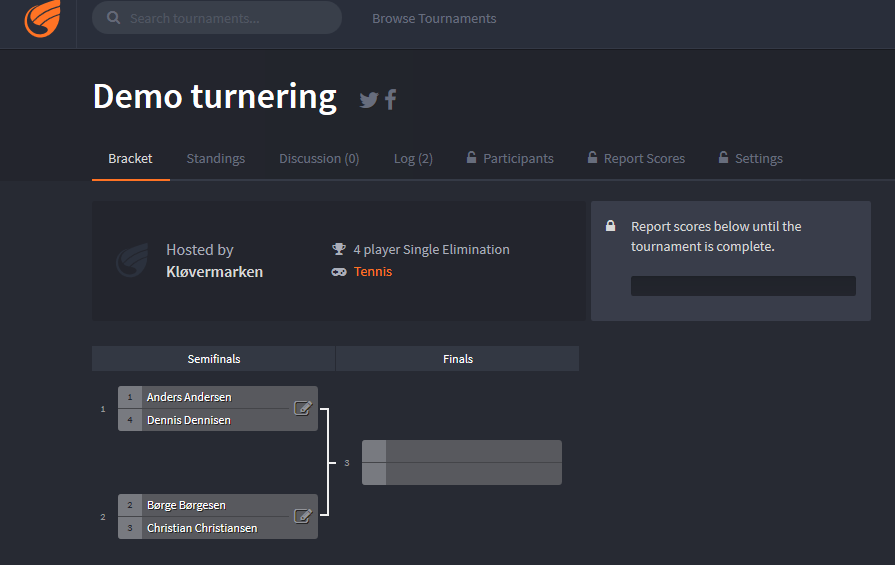 Search tournaments...
Browse Tournaments
Demo turnering
Bracket Standings Discussion (0) Log (2) Participants Report Scores Settings
Hosted by
Kløvermarken
4 player Single Elimination
Tennis
Report scores below until the
tournament is complete.
Semifinals Finals
1
1 Anders Andersen
4 Dennis Dennisen
3
2
2 Børge Børgesen
3 Christian Christiansen